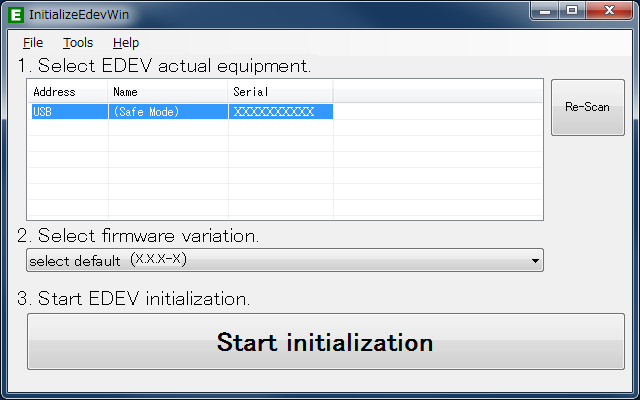 InitializeEdevWin
File Tools Help
1. Select EDEV actual equipment.
Address Name Serial
USB (Safe Mode) XXXXXXXXXX
Re-Scan
2. Select firmware variation.
select default (X.X.X-X)
3. Start EDEV initialization.
Start initialization